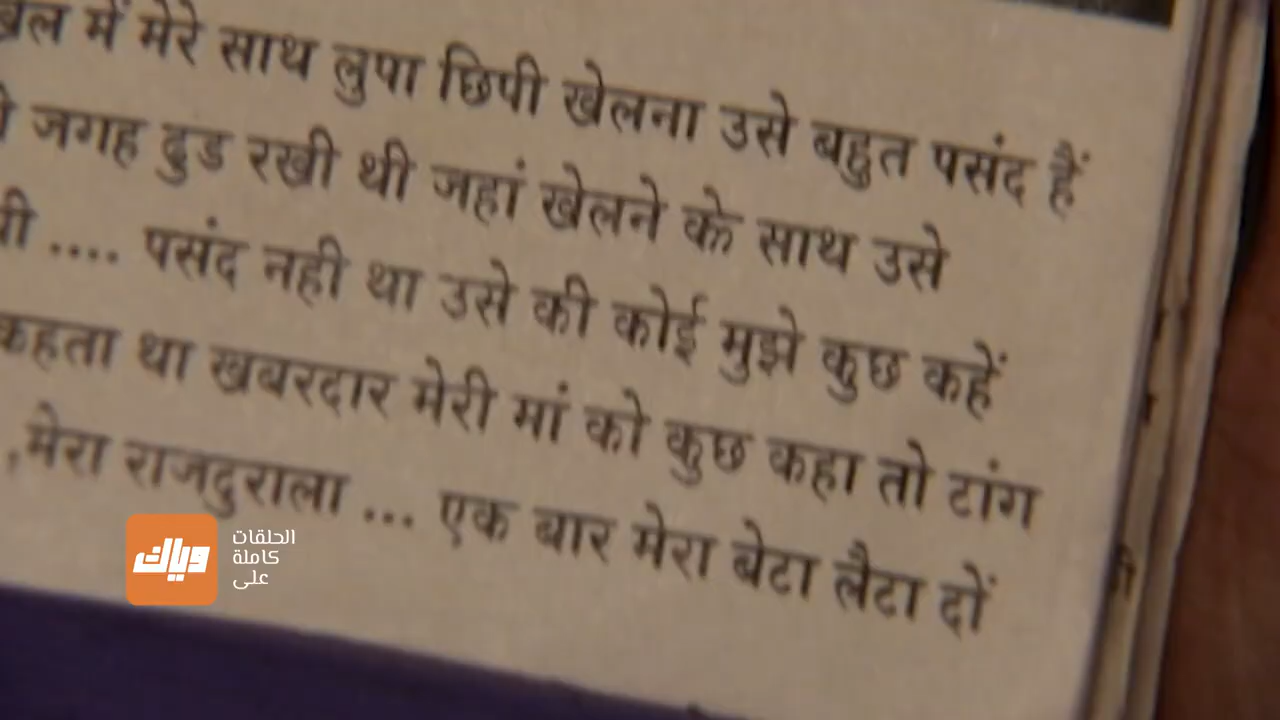 में मेरे साथ लुपा छिपी खेलना उसे बहुत पसंद हैं
जगह ढुड रखी थी जहां खेलने के साथ उसे
.... पसंद नही था उसे की कोई मुझे कुछ कहें
कहता था खबरदार मेरी मां को कुछ कहा तो टांग
,मेरा राजदुराला ... एक बार मेरा बेटा लैटा दों
وياك
الحلقات
كاملة
على